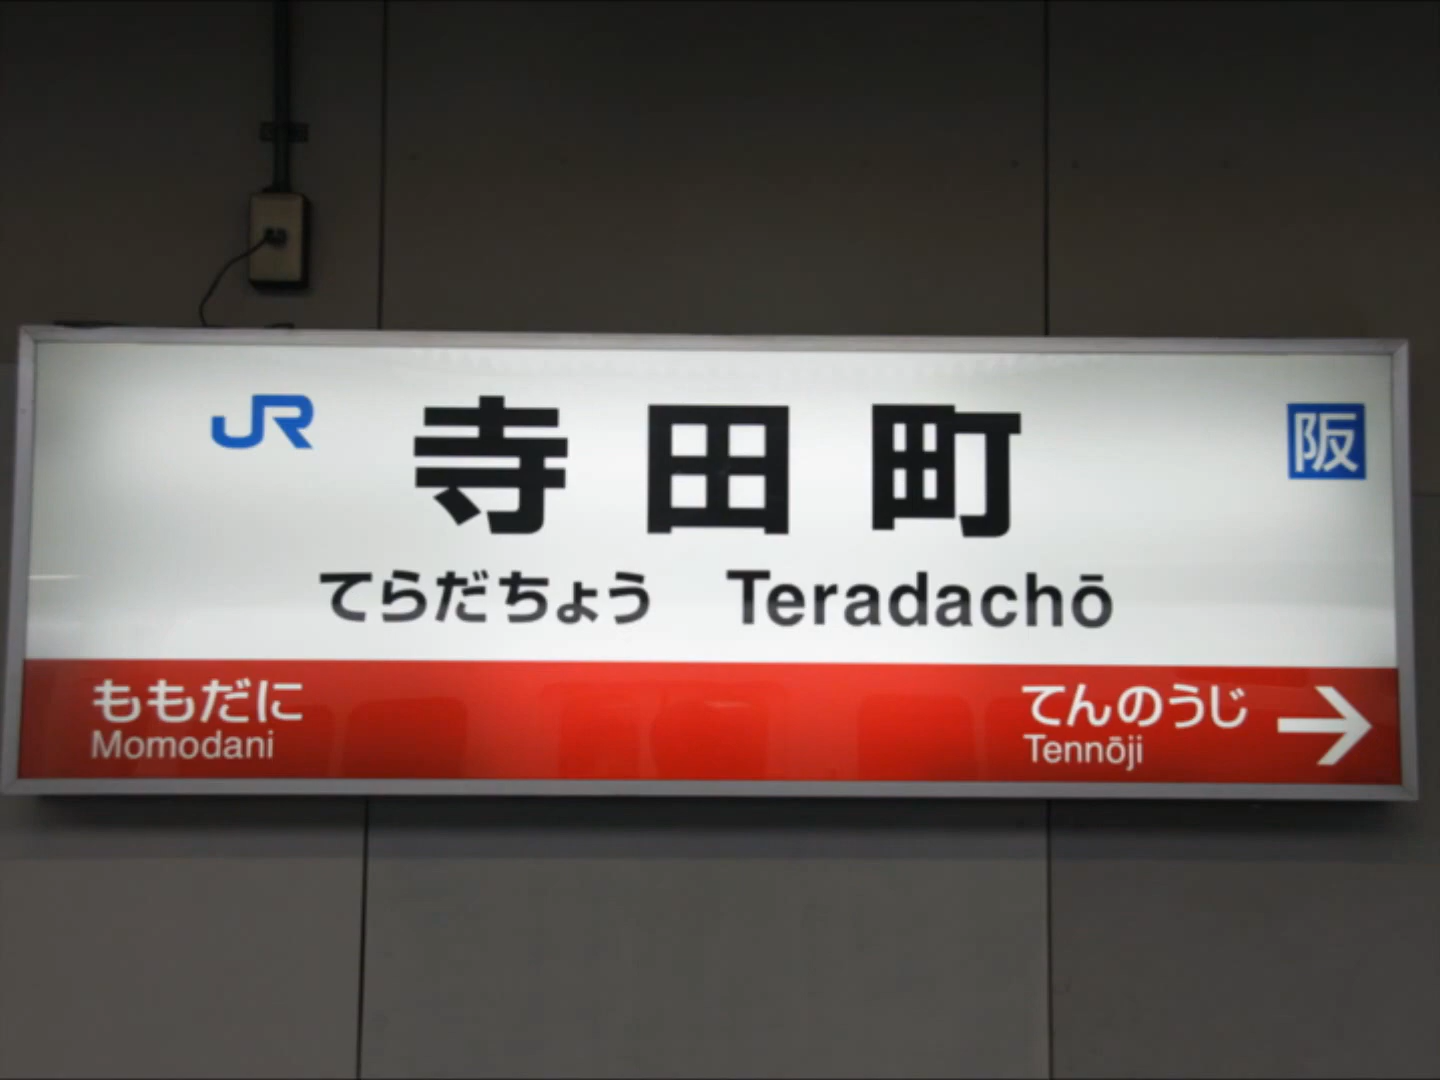 JR 寺田町 阪
てらだちょう Teradachō
ももだに てんのうじ →
Momodani Tennōji